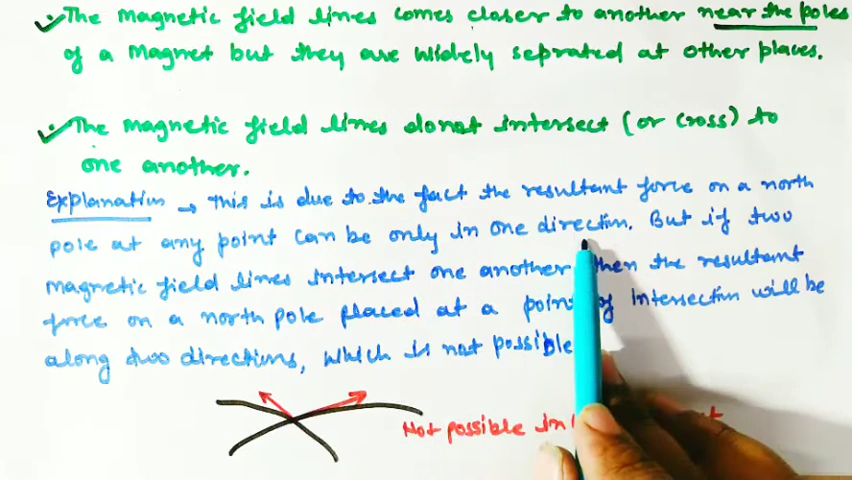 The magnetic field lines comes closer to another near the poles
of a magnet but they are widely seprated at other places.
The magnetic field lines donot intersect (or cross) to
one another.
Explanation → This is due to the fact the resultant force on a north
pole at any point can be only in one direction. But if two
magnetic field lines intersect one another then the resultant
force on a north pole placed at a point of intersection will be
along two directions, which is not possible
Not possible in